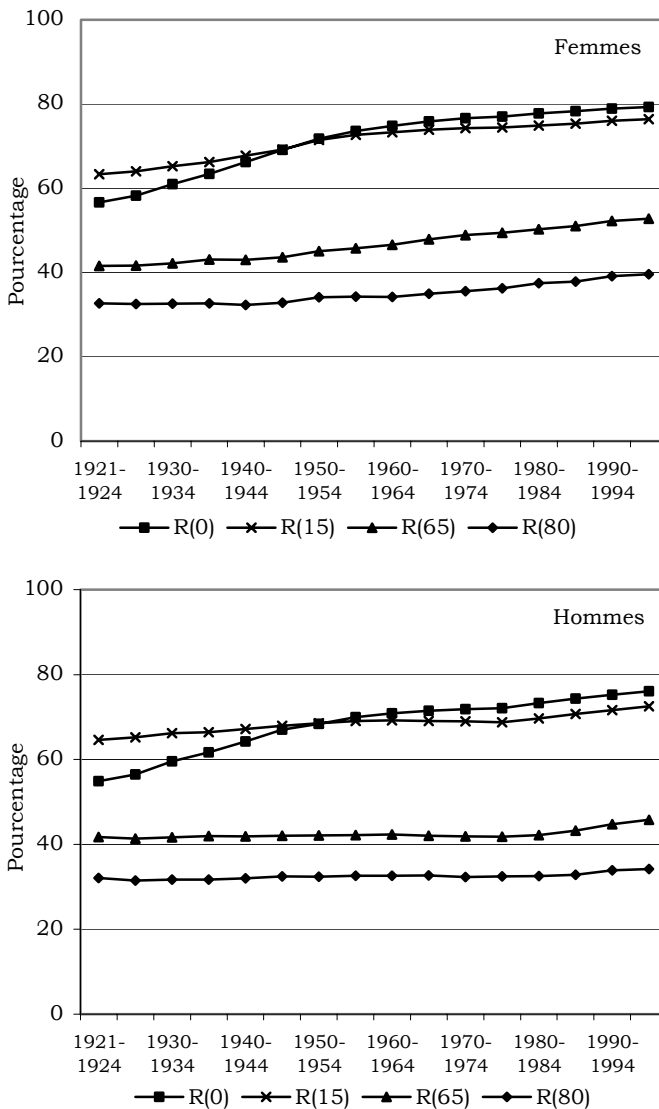 100
Femmes
80
60
40
20
0
Pourcentage
1921- 1930- 1940- 1950- 1960- 1970- 1980- 1990-
1924 1934 1944 1954 1964 1974 1984 1994
R(0) R(15) R(65) R(80)
100
Hommes
80
60
40
20
0
Pourcentage
1921- 1930- 1940- 1950- 1960- 1970- 1980- 1990-
1924 1934 1944 1954 1964 1974 1984 1994
R(0) R(15) R(65) R(80)